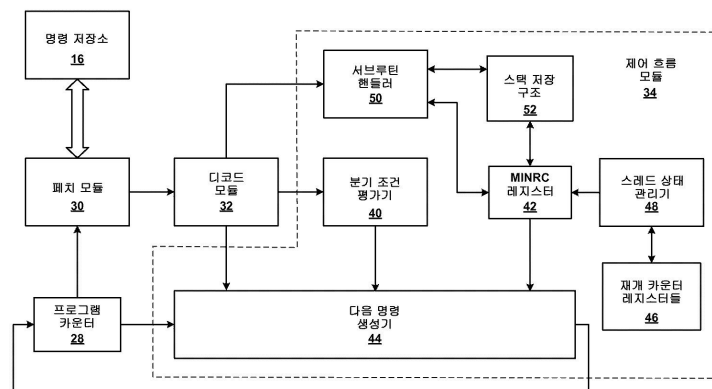 명령 저장소
16
서브루틴
핸들러
50
스택 저장
구조
52
제어 흐름
모듈
34
페치 모듈
30
디코드
모듈
32
분기 조건
평가기
40
MINRC
레지스터
42
스레드 상태
관리기
48
프로그램
카운터
28
다음 명령
생성기
44
재개 카운터
레지스터들
46